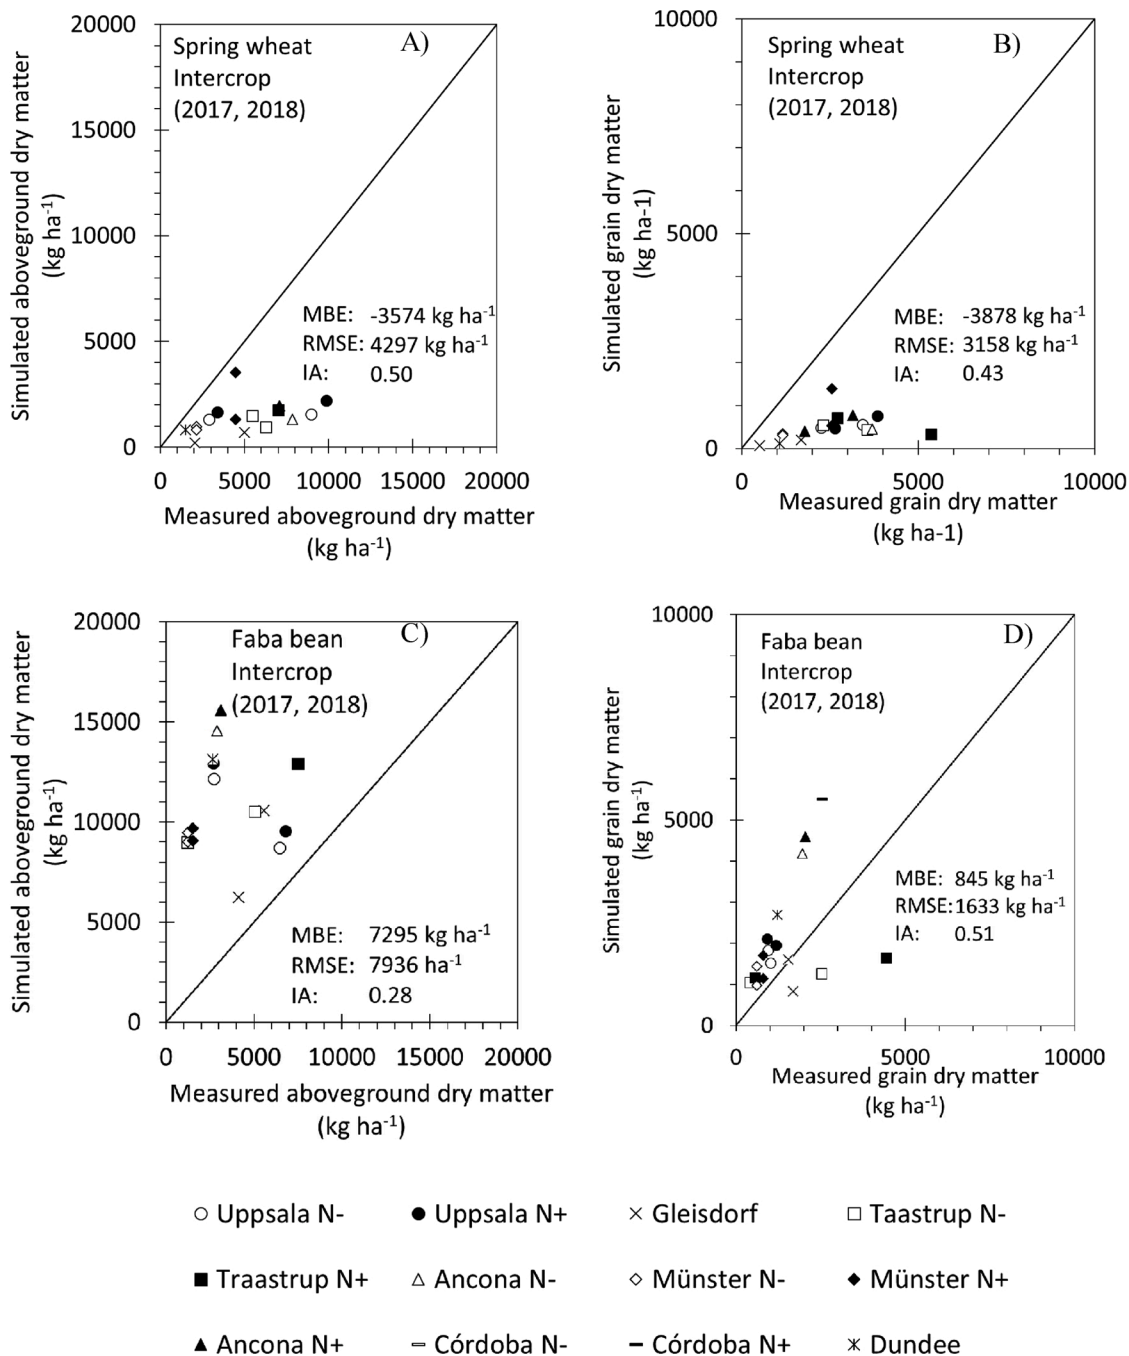 A)
Spring wheat
Intercrop
(2017, 2018)
Simulated aboveground dry matter
(kg ha⁻¹)
20000
15000
10000
5000
0
MBE: -3574 kg ha⁻¹
RMSE: 4297 kg ha⁻¹
IA: 0.50
0 5000 10000 15000 20000
Measured aboveground dry matter
(kg ha⁻¹)
B)
Spring wheat
Intercrop
(2017, 2018)
Simulated grain dry matter
(kg ha-1)
10000
5000
0
MBE: -3878 kg ha⁻¹
RMSE: 3158 kg ha⁻¹
IA: 0.43
0 5000 10000
Measured grain dry matter
(kg ha-1)
C)
Faba bean
Intercrop
(2017, 2018)
Simulated aboveground dry matter
(kg ha⁻¹)
20000
15000
10000
5000
0
MBE: 7295 kg ha⁻¹
RMSE: 7936 ha⁻¹
IA: 0.28
0 5000 10000 15000 20000
Measured aboveground dry matter
(kg ha⁻¹)
D)
Faba bean
Intercrop
(2017, 2018)
Simulated grain dry matter
(kg ha⁻¹)
10000
5000
0
MBE: 845 kg ha⁻¹
RMSE: 1633 kg ha⁻¹
IA: 0.51
0 5000 10000
Measured grain dry matter
(kg ha⁻¹)
Uppsala N- Uppsala N+ Gleisdorf Taastrup N-
Traastrup N+ Ancona N- Münster N- Münster N+
Ancona N+ Córdoba N- Córdoba N+ Dundee